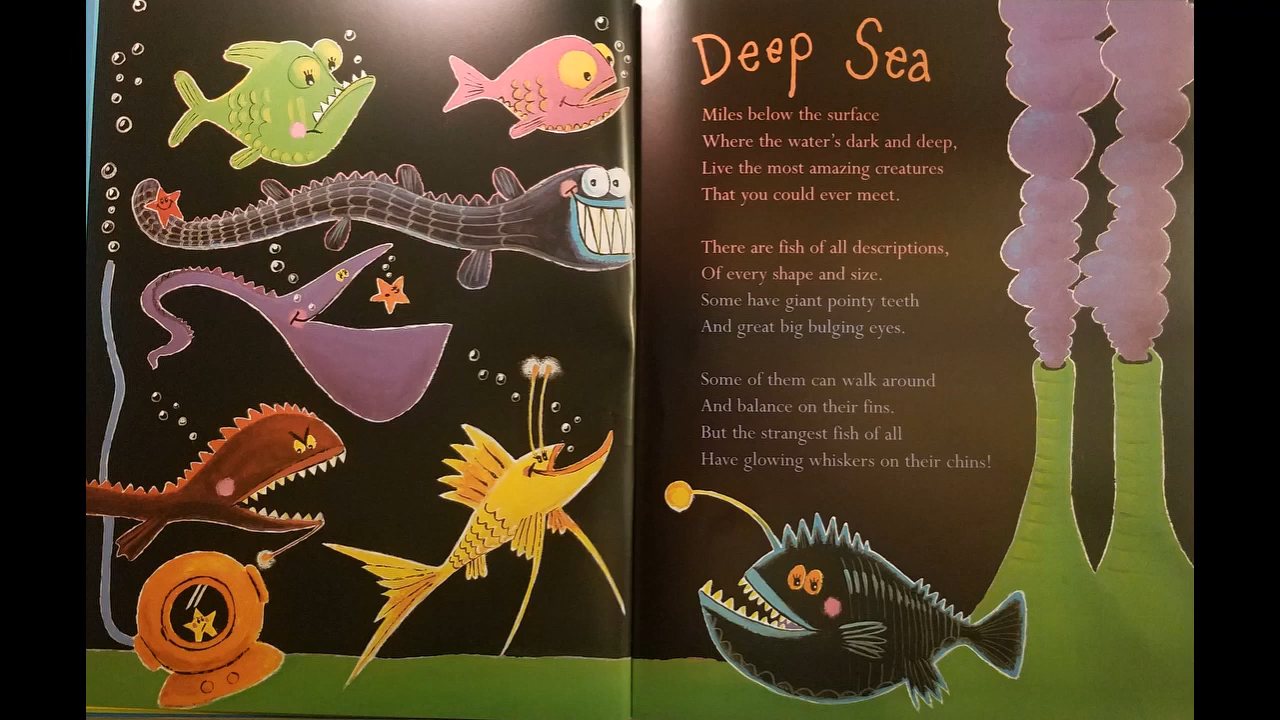 Deep Sea
Miles below the surface
Where the water's dark and deep,
Live the most amazing creatures
That you could ever meet.
There are fish of all descriptions,
Of every shape and size.
Some have giant pointy teeth
And great big bulging eyes.
Some of them can walk around
And balance on their fins.
But the strangest fish of all
Have glowing whiskers on their chins!